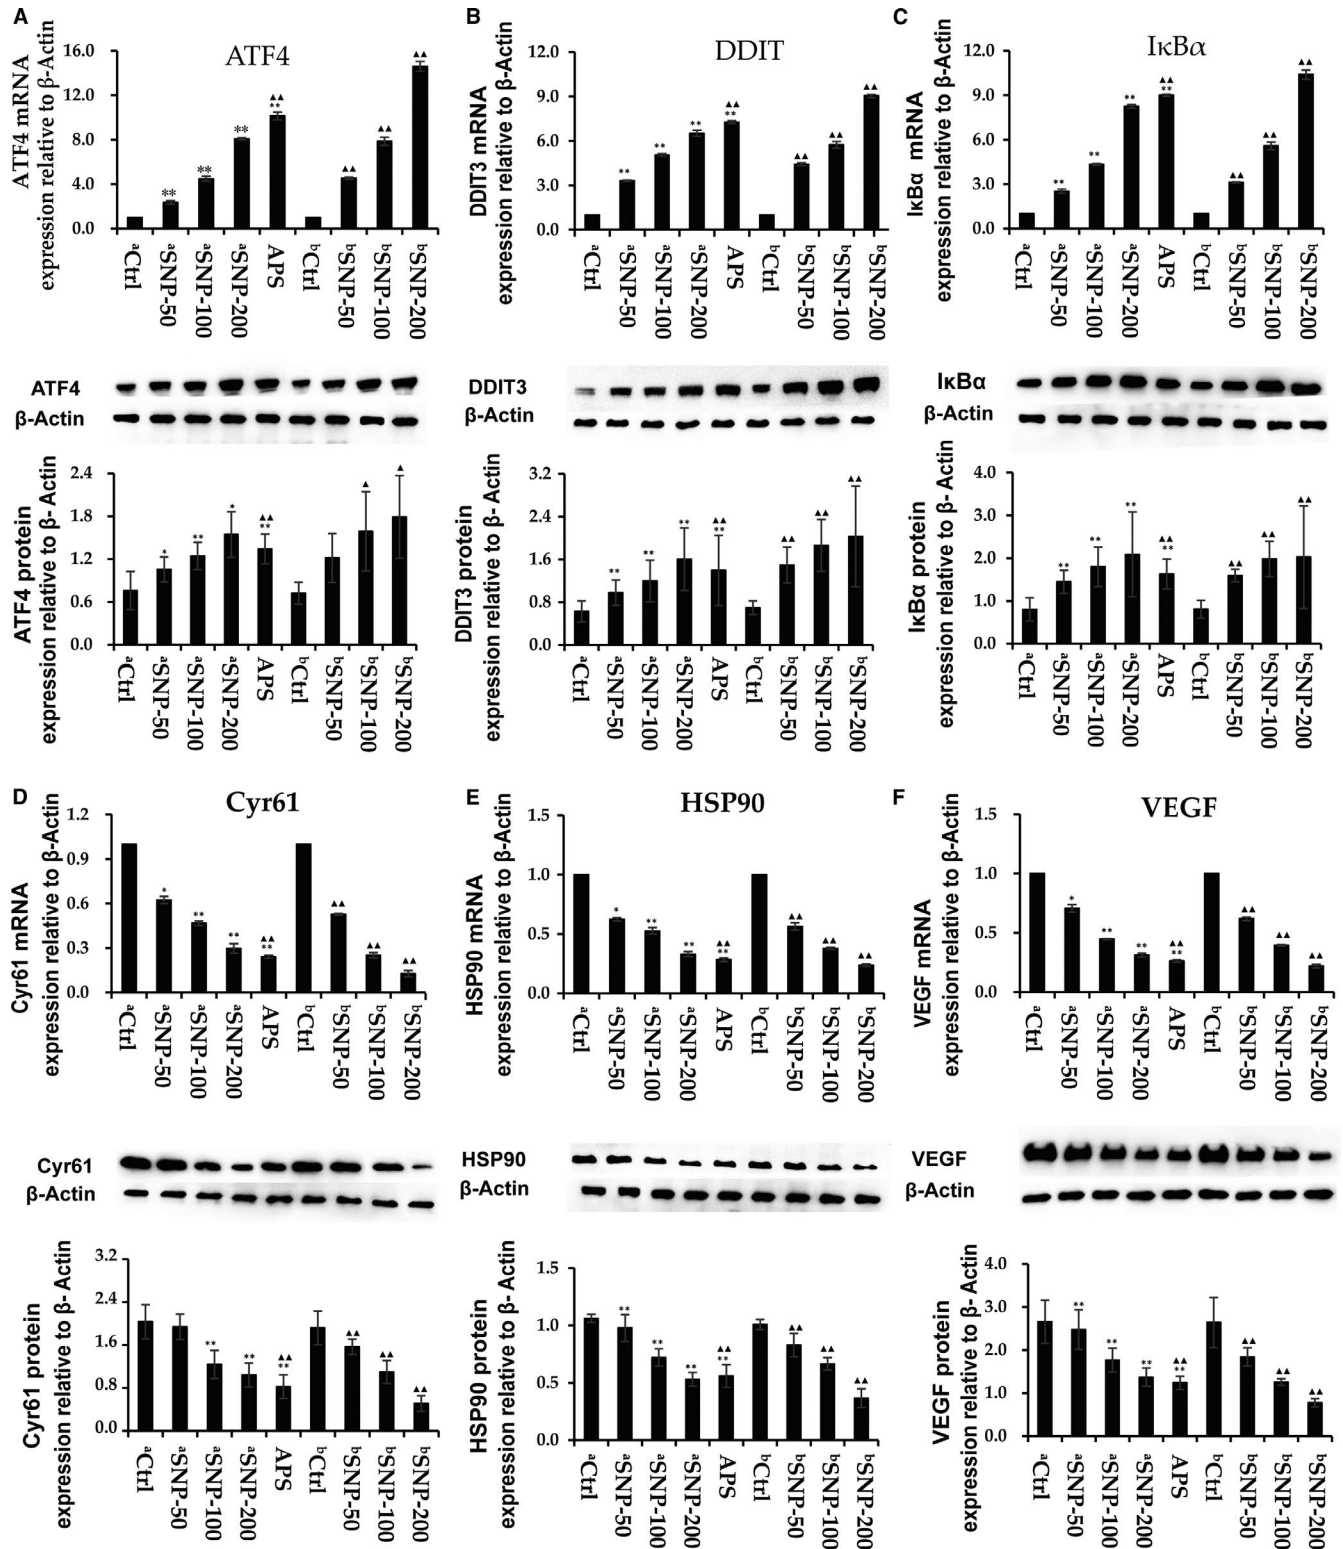 A
ATF4
ATF4 mRNA
expression relative to β-Actin
16.0
12.0
8.0
4.0
0.0
** ** ** ▲▲ ** ▲▲ ▲▲ ▲▲
aCtrl aSNP-50 aSNP-100 aSNP-200 APS bCtrl bSNP-50 bSNP-100 bSNP-200
ATF4
β-Actin
ATF4 protein
expression relative to β- Actin
2.4
1.8
1.2
0.6
0.0
* ** * ▲▲ ** ▲ ▲
aCtrl aSNP-50 aSNP-100 aSNP-200 APS bCtrl bSNP-50 bSNP-100 bSNP-200
B
DDIT
DDIT3 mRNA
expression relative to β-Actin
12.0
9.0
6.0
3.0
0.0
** ** ** ▲▲ ** ▲▲ ▲▲ ▲▲
aCtrl aSNP-50 aSNP-100 aSNP-200 APS bCtrl bSNP-50 bSNP-100 bSNP-200
DDIT3
β-Actin
DDIT3 protein
expression relative to β- Actin
3.2
2.4
1.6
0.8
0.0
** ** ** ▲▲ ** ▲▲ ▲▲ ▲▲
aCtrl aSNP-50 aSNP-100 aSNP-200 APS bCtrl bSNP-50 bSNP-100 bSNP-200
C
IκBα
IκBα mRNA
expression relative to β-Actin
12.0
9.0
6.0
3.0
0.0
** ** ** ▲▲ ** ▲▲ ▲▲ ▲▲
aCtrl aSNP-50 aSNP-100 aSNP-200 APS bCtrl bSNP-50 bSNP-100 bSNP-200
IκBα
β-Actin
IκBα protein
expression relative to β- Actin
4.0
3.0
2.0
1.0
0.0
** ** ** ▲▲ ** ▲▲ ▲▲ ▲▲
aCtrl aSNP-50 aSNP-100 aSNP-200 APS bCtrl bSNP-50 bSNP-100 bSNP-200
D
Cyr61
Cyr61 mRNA
expression relative to β-Actin
1.2
0.9
0.6
0.3
0.0
* ** ** ▲▲ ** ▲▲ ▲▲ ▲▲
aCtrl aSNP-50 aSNP-100 aSNP-200 APS bCtrl bSNP-50 bSNP-100 bSNP-200
Cyr61
β-Actin
Cyr61 protein
expression relative to β- Actin
3.2
2.4
1.6
0.8
0.0
** ** ▲▲ ** ▲▲ ▲▲ ▲▲
aCtrl aSNP-50 aSNP-100 aSNP-200 APS bCtrl bSNP-50 bSNP-100 bSNP-200
E
HSP90
HSP90 mRNA
expression relative to β-Actin
1.5
1.0
0.5
0.0
* ** ** ▲▲ ** ▲▲ ▲▲ ▲▲
aCtrl aSNP-50 aSNP-100 aSNP-200 APS bCtrl bSNP-50 bSNP-100 bSNP-200
HSP90
β-Actin
HSP90 protein
expression relative to β- Actin
1.5
1.0
0.5
0.0
** ** ** ▲▲ ** ▲▲ ▲▲ ▲▲
aCtrl aSNP-50 aSNP-100 aSNP-200 APS bCtrl bSNP-50 bSNP-100 bSNP-200
F
VEGF
VEGF mRNA
expression relative to β-Actin
1.5
1.0
0.5
0.0
* ** ** ▲▲ ** ▲▲ ▲▲ ▲▲
aCtrl aSNP-50 aSNP-100 aSNP-200 APS bCtrl bSNP-50 bSNP-100 bSNP-200
VEGF
β-Actin
VEGF protein
expression relative to β- Actin
4.0
3.0
2.0
1.0
0.0
** ** ** ▲▲ ** ▲▲ ▲▲ ▲▲
aCtrl aSNP-50 aSNP-100 aSNP-200 APS bCtrl bSNP-50 bSNP-100 bSNP-200